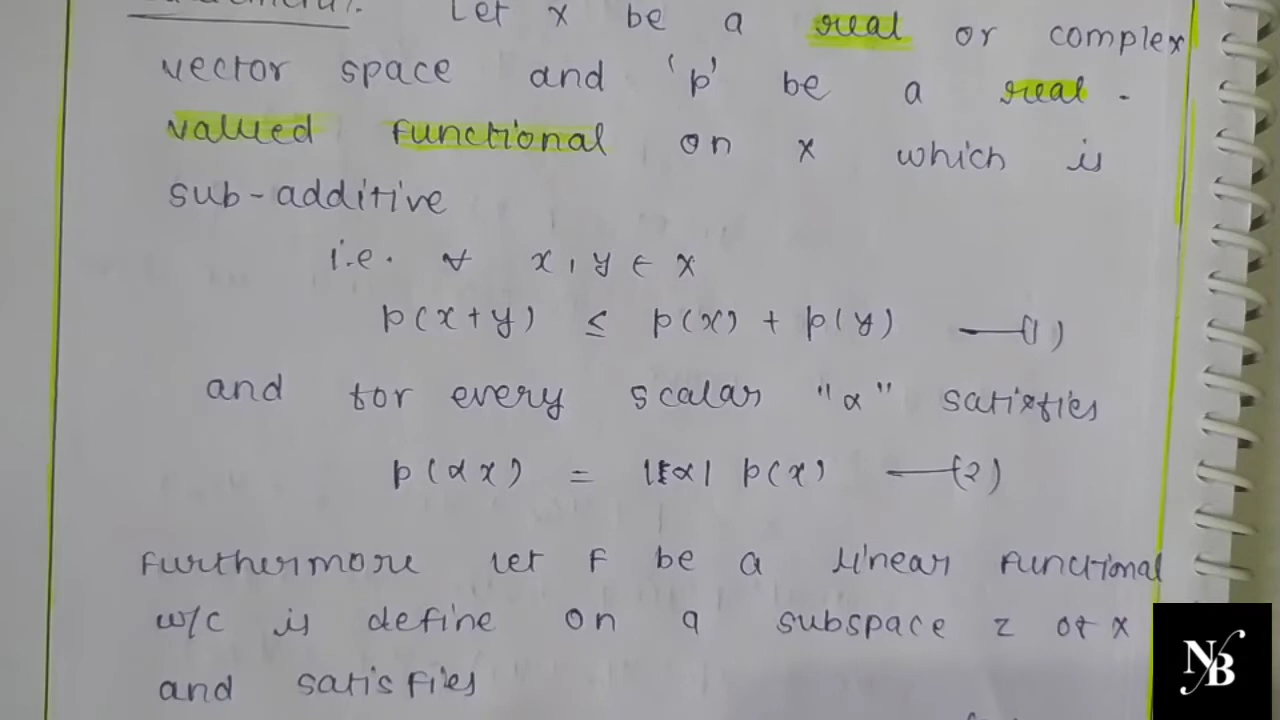 Let X be a real or complex
vector space and 'p' be a real -
valued functional on X which is
sub-additive
i.e. ∀ x, y ∈ X
p(x+y) ≤ p(x) + p(y) —(1)
and for every scalar "α" satisfies
p(αx) = |α| p(x) —(2)
Furthermore let F be a linear functional
w/c is define on a subspace Z of X
and satisfies
NB